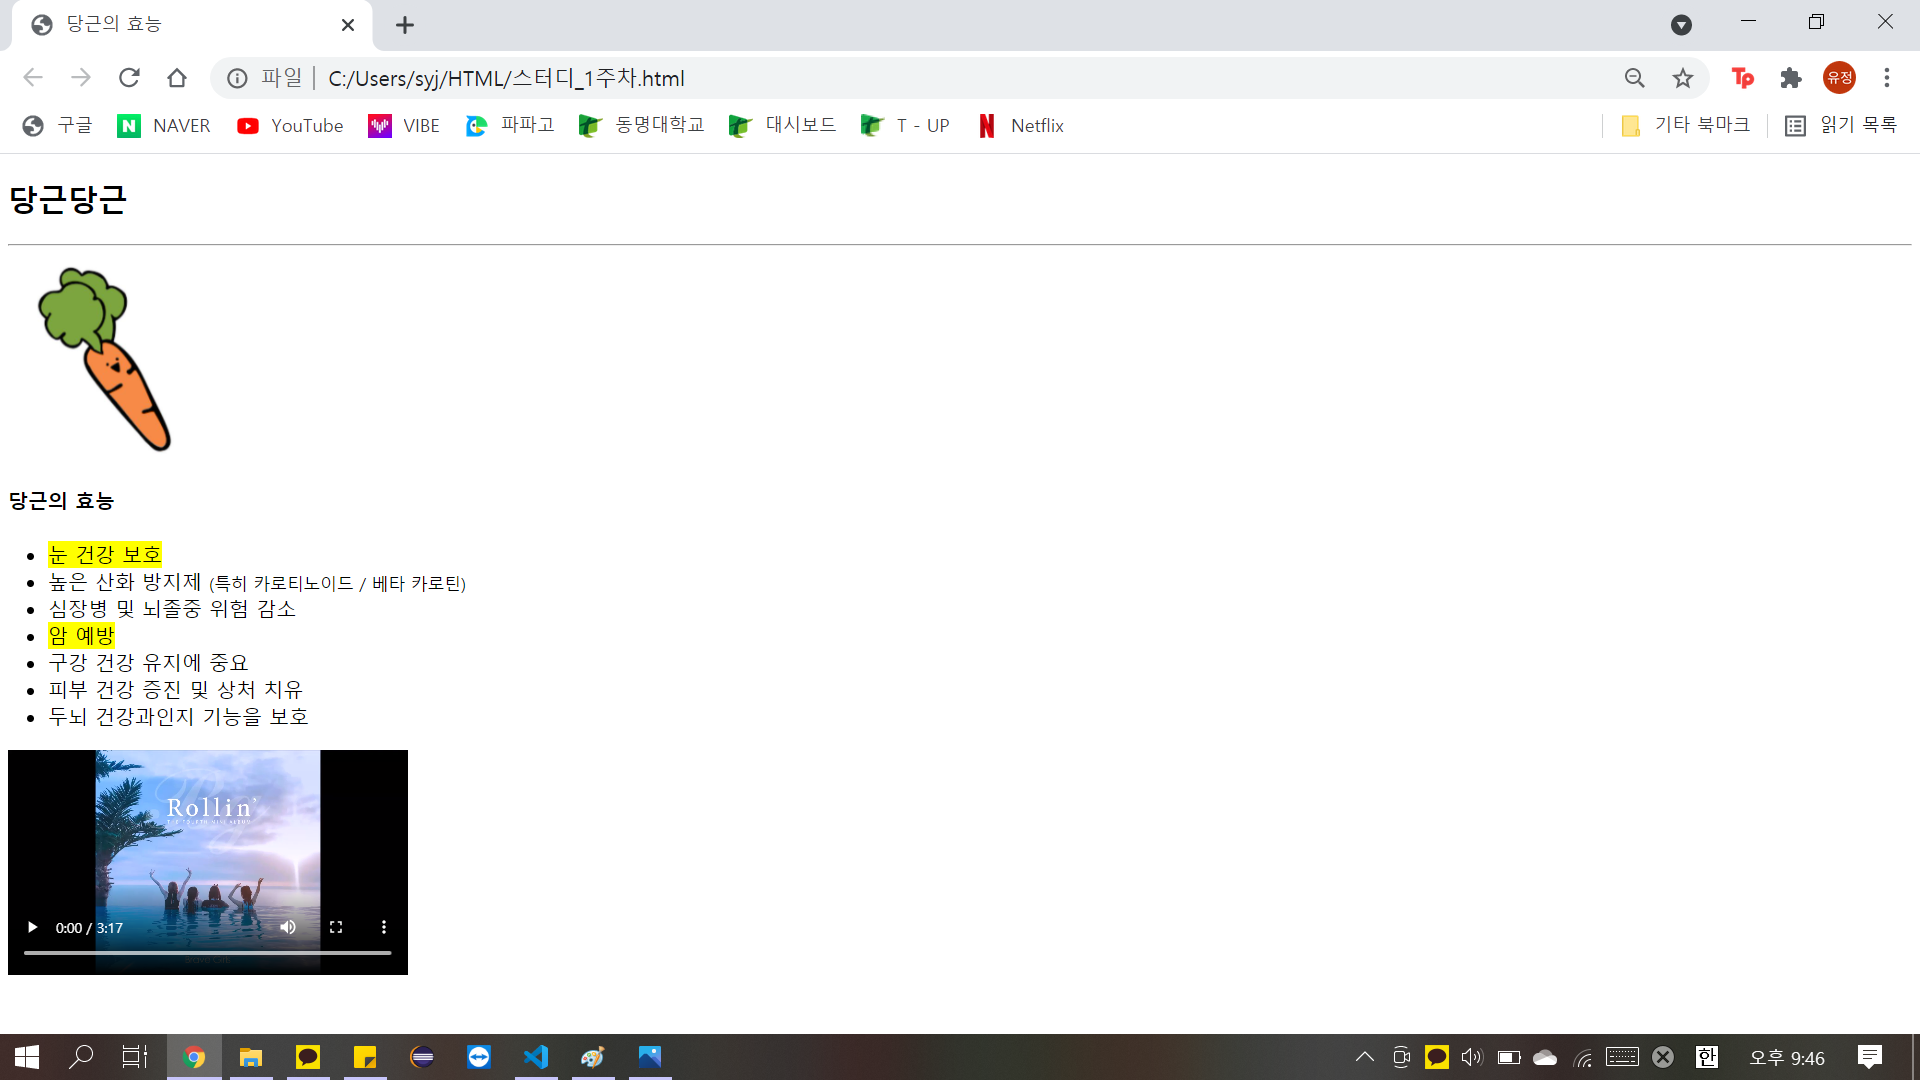 당근의 효능
파일 | C:/Users/syj/HTML/스터디_1주차.html
유정
구글 NAVER YouTube VIBE 파파고 동명대학교 대시보드 T - UP Netflix 기타 북마크 읽기 목록
당근당근
당근의 효능
눈 건강 보호
높은 산화 방지제 (특히 카로티노이드 / 베타 카로틴)
심장병 및 뇌졸중 위험 감소
암 예방
구강 건강 유지에 중요
피부 건강 증진 및 상처 치유
두뇌 건강과인지 기능을 보호
Rollin'
THE FOURTH MINI ALBUM
0:00 / 3:17
한 오후 9:46